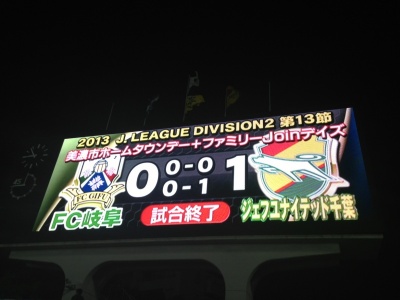 2013 J. LEAGUE DIVISION2 第13節
美濃市ホームタウンデー+ファミリーJoinデイズ
0 0-0 1
0-1
FC GIFU
FC岐阜
試合終了
ジェフユナイテッド千葉